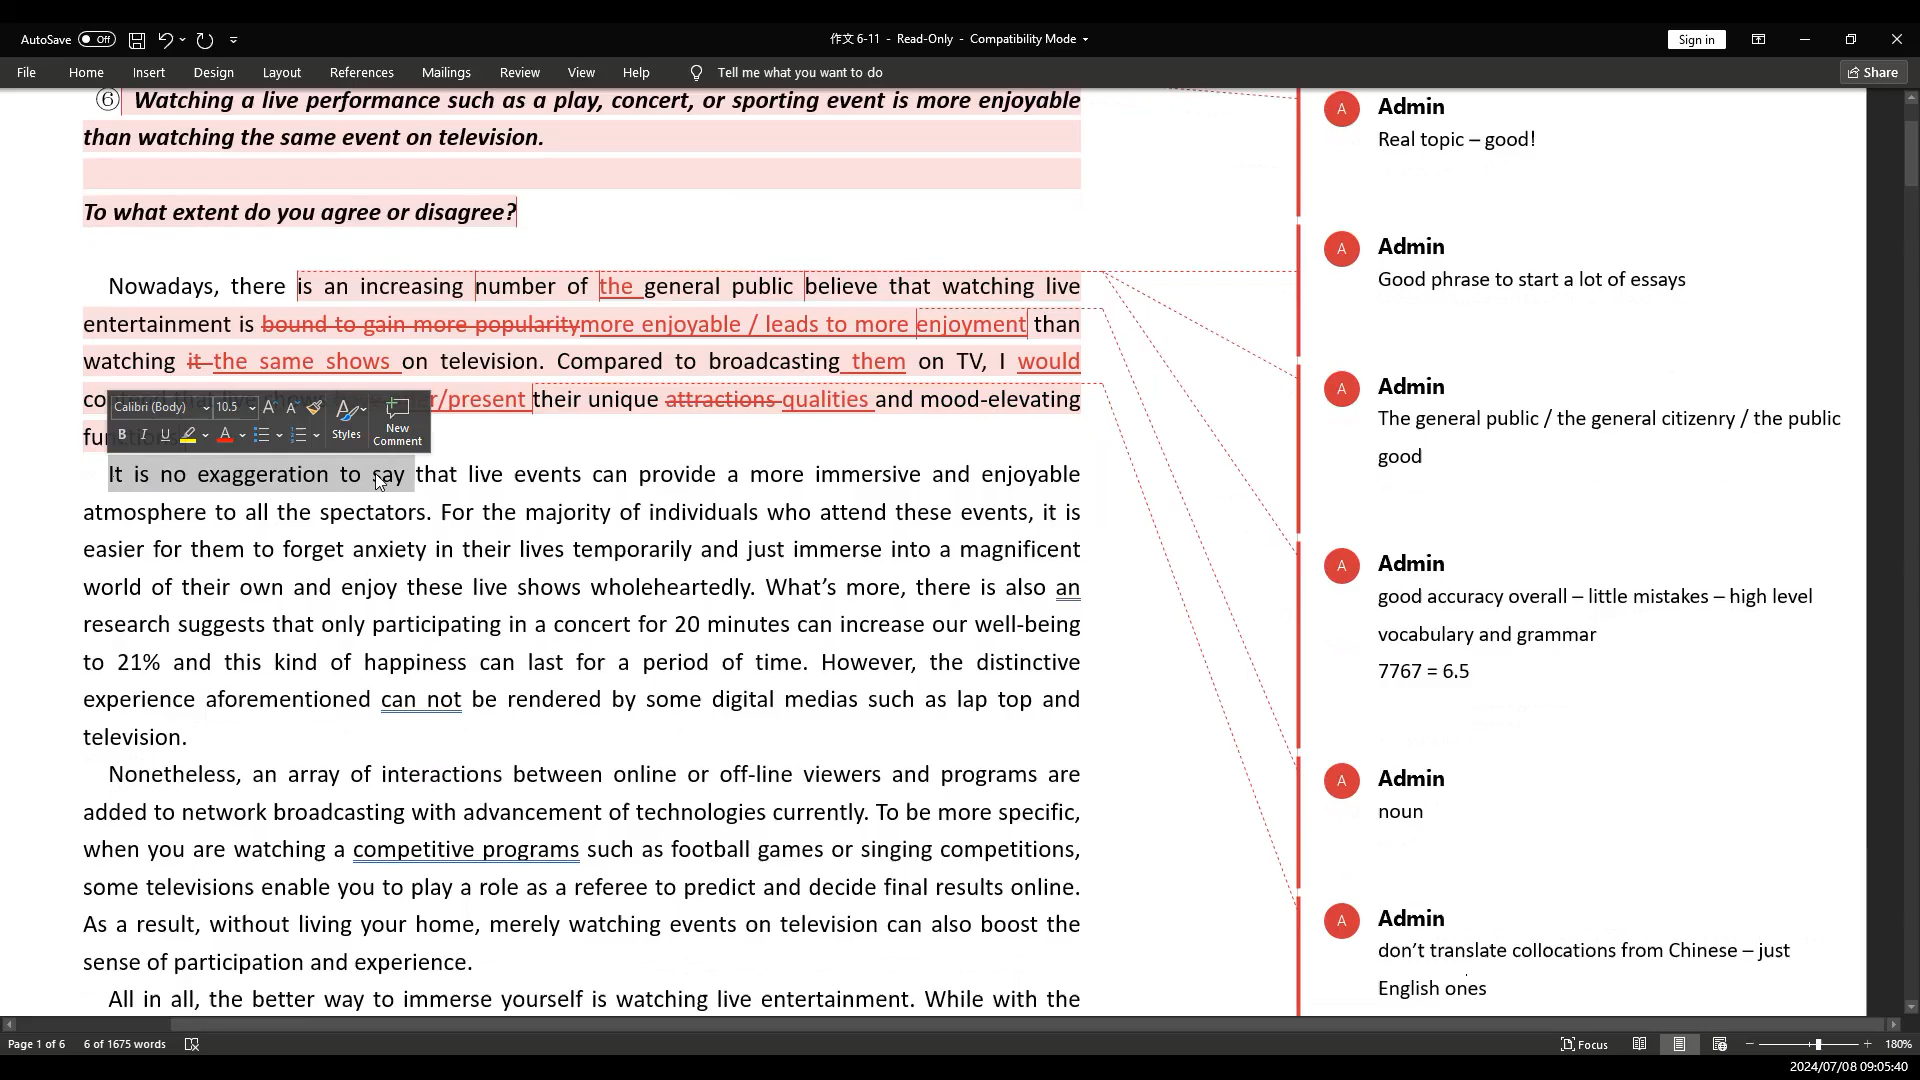 AutoSave Off 作文 6-11 - Read-Only - Compatibility Mode Sign in
File Home Insert Design Layout References Mailings Review View Help Tell me what you want to do Share
⑥ Watching a live performance such as a play, concert, or sporting event is more enjoyable
than watching the same event on television.
To what extent do you agree or disagree?
Nowadays, there is an increasing number of the general public believe that watching live
entertainment is bound to gain more popularitymore enjoyable / leads to more enjoyment than
watching it the same shows on television. Compared to broadcasting them on TV, I would
r/present their unique attractions qualities and mood-elevating
fu
Calibri (Body) 10.5
B I U A Styles New Comment
It is no exaggeration to say that live events can provide a more immersive and enjoyable
atmosphere to all the spectators. For the majority of individuals who attend these events, it is
easier for them to forget anxiety in their lives temporarily and just immerse into a magnificent
world of their own and enjoy these live shows wholeheartedly. What's more, there is also an
research suggests that only participating in a concert for 20 minutes can increase our well-being
to 21% and this kind of happiness can last for a period of time. However, the distinctive
experience aforementioned can not be rendered by some digital medias such as lap top and
television.
Nonetheless, an array of interactions between online or off-line viewers and programs are
added to network broadcasting with advancement of technologies currently. To be more specific,
when you are watching a competitive programs such as football games or singing competitions,
some televisions enable you to play a role as a referee to predict and decide final results online.
As a result, without living your home, merely watching events on television can also boost the
sense of participation and experience.
All in all, the better way to immerse yourself is watching live entertainment. While with the
A Admin
Real topic – good!
A Admin
Good phrase to start a lot of essays
A Admin
The general public / the general citizenry / the public
good
A Admin
good accuracy overall – little mistakes – high level
vocabulary and grammar
7767 = 6.5
A Admin
noun
A Admin
don't translate collocations from Chinese – just
English ones
Page 1 of 6 6 of 1675 words Focus 180%
2024/07/08 09:05:40